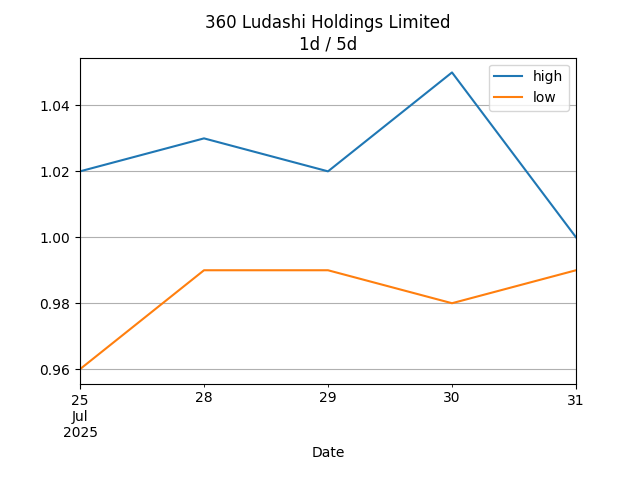 360 Ludashi Holdings Limited
1d / 5d
high
low
1.04
1.02
1.00
0.98
0.96
25 28 29 30 31
Jul
2025
Date